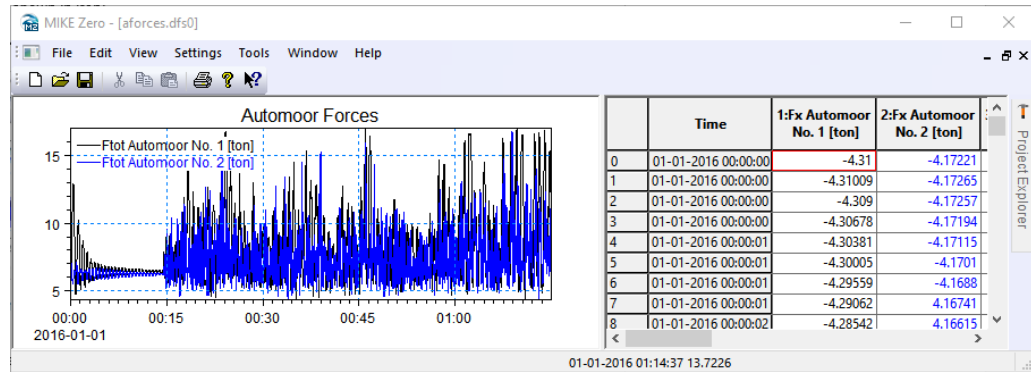 MIKE Zero - [aforces.dfs0]
File Edit View Settings Tools Window Help
Automoor Forces
Ftot Automoor No. 1 [ton]
Ftot Automoor No. 2 [ton]
15
10
5
00:00 00:15 00:30 00:45 01:00
2016-01-01
Time 1:Fx Automoor No. 1 [ton] 2:Fx Automoor No. 2 [ton]
0 01-01-2016 00:00:00 -4.31 -4.17221
1 01-01-2016 00:00:00 -4.31009 -4.17265
2 01-01-2016 00:00:00 -4.309 -4.17257
3 01-01-2016 00:00:00 -4.30678 -4.17194
4 01-01-2016 00:00:01 -4.30381 -4.17115
5 01-01-2016 00:00:01 -4.30005 -4.1701
6 01-01-2016 00:00:01 -4.29559 -4.1688
7 01-01-2016 00:00:01 -4.29062 4.16741
8 01-01-2016 00:00:02 -4.28542 4.16615
Project Explorer
01-01-2016 01:14:37 13.7226